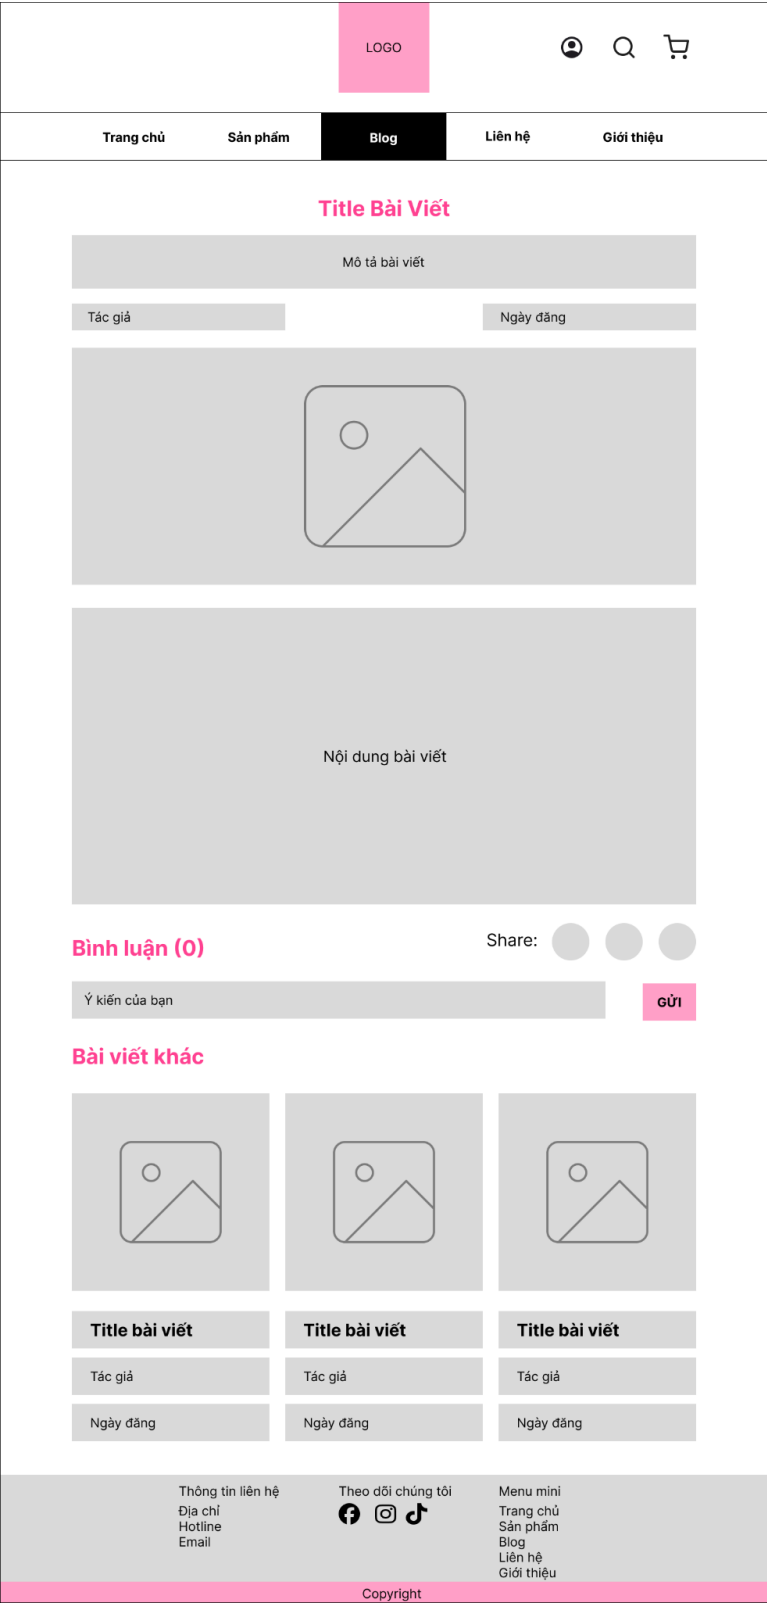 LOGO
Trang chủ
Sản phẩm
Blog
Liên hệ
Giới thiệu
Title Bài Viết
Mô tả bài viết
Tác giả
Ngày đăng
Nội dung bài viết
Bình luận (0)
Share:
Ý kiến của bạn
GỬI
Bài viết khác
Title bài viết
Title bài viết
Title bài viết
Tác giả
Tác giả
Tác giả
Ngày đăng
Ngày đăng
Ngày đăng
Thông tin liên hệ
Địa chỉ
Hotline
Email
Theo dõi chúng tôi
Menu mini
Trang chủ
Sản phẩm
Blog
Liên hệ
Giới thiệu
Copyright